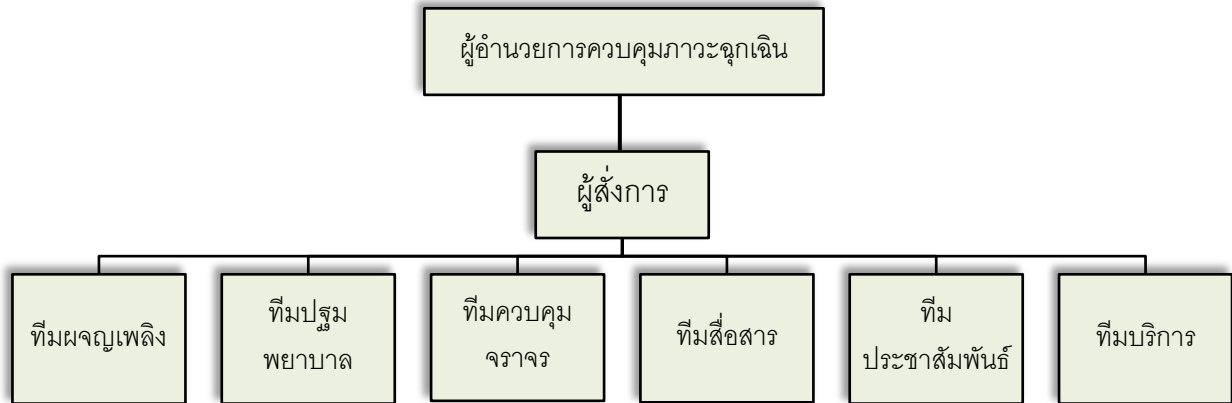 ผู้อำนวยการควบคุมภาวะฉุกเฉิน
ผู้สั่งการ
ทีมผจญเพลิง
ทีมปฐม
พยาบาล
ทีมควบคุม
จราจร
ทีมสื่อสาร
ทีม
ประชาสัมพันธ์
ทีมบริการ